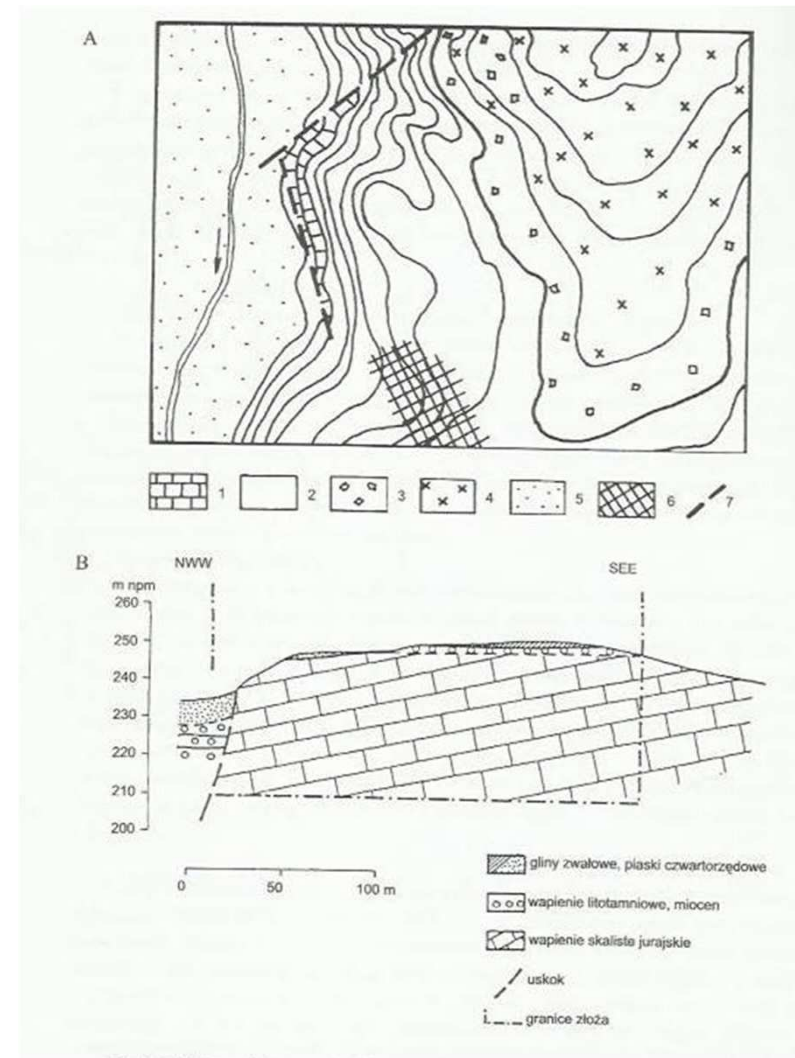 A
1 2 3 4 5 6 7
B
NWW
SEE
m npm
260
250
240
230
220
210
200
0 50 100 m
gliny zwałowe, piaski czwartorzędowe
wapienie litotamniowe, miocen
wapienie skaliste jurajskie
uskok
granice złoża